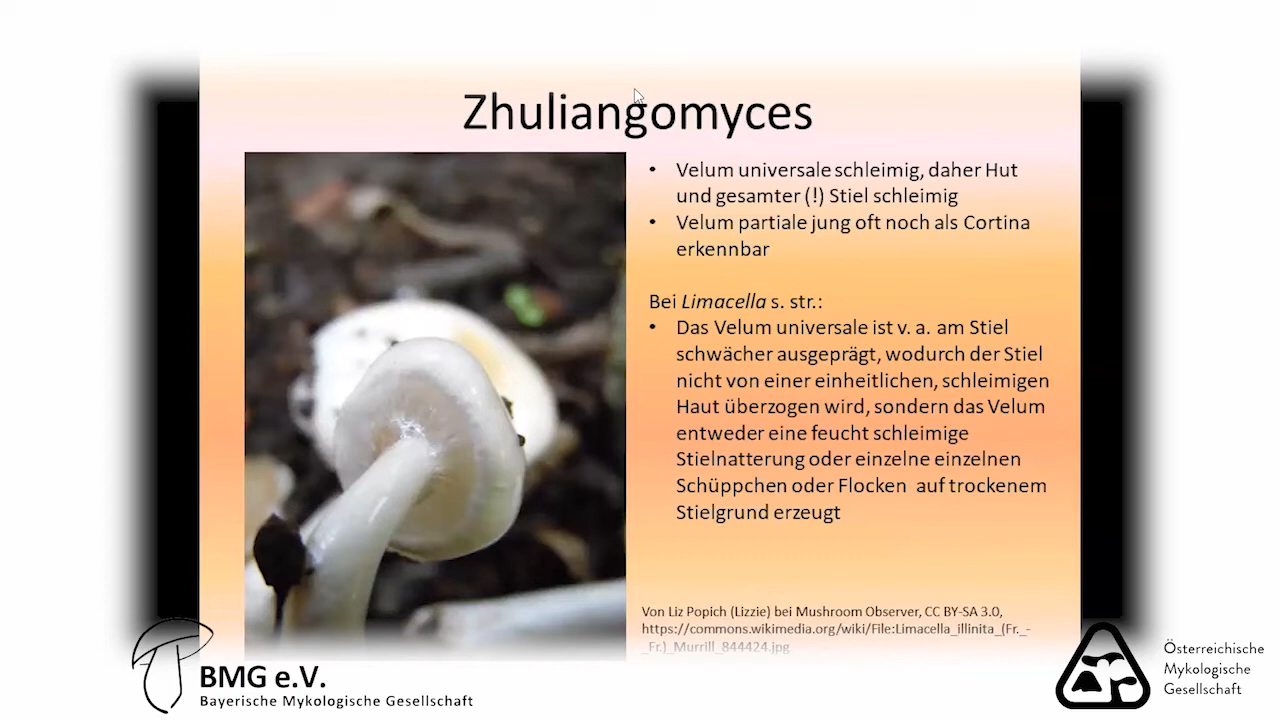 Zhuliangomyces
• Velum universale schleimig, daher Hut
und gesamter (!) Stiel schleimig
• Velum partiale jung oft noch als Cortina
erkennbar
Bei Limacella s. str.:
• Das Velum universale ist v. a. am Stiel
schwächer ausgeprägt, wodurch der Stiel
nicht von einer einheitlichen, schleimigen
Haut überzogen wird, sondern das Velum
entweder eine feucht schleimige
Stielnatterung oder einzelne einzelnen
Schüppchen oder Flocken auf trockenem
Stielgrund erzeugt
Von Liz Popich (Lizzie) bei Mushroom Observer, CC BY-SA 3.0,
https://commons.wikimedia.org/wiki/File:Limacella_illinita_(Fr._-
_Fr.)_Murrill_844424.jpg
BMG e.V.
Bayerische Mykologische Gesellschaft
Österreichische
Mykologische
Gesellschaft